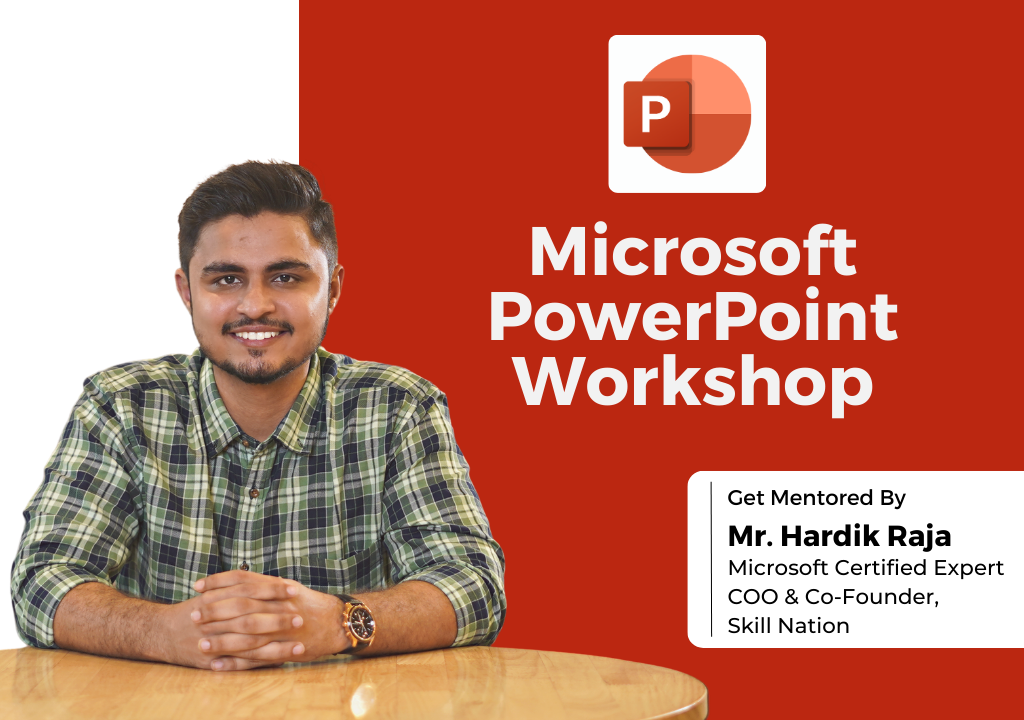 P
Microsoft
PowerPoint
Workshop
Get Mentored By
Mr. Hardik Raja
Microsoft Certified Expert
COO & Co-Founder,
Skill Nation